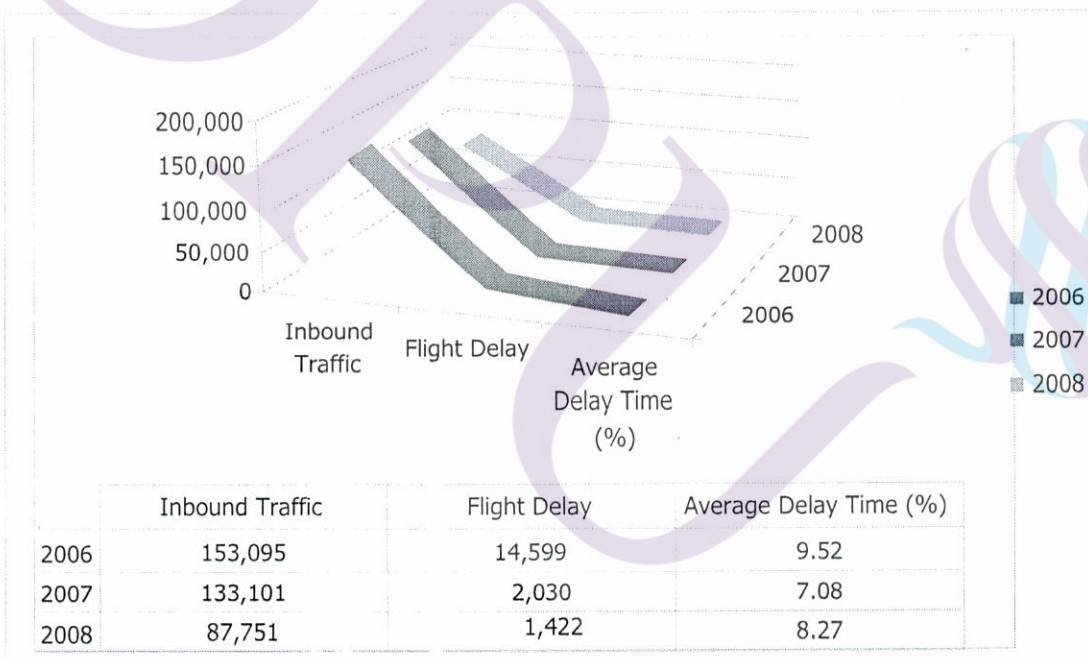 200,000
150,000
100,000
50,000
0
2008
2007
2006
Inbound
Traffic
Flight Delay
Average
Delay Time
(%)
2006
2007
2008
Inbound Traffic Flight Delay Average Delay Time (%)
2006 153,095 14,599 9.52
2007 133,101 2,030 7.08
2008 87,751 1,422 8.27